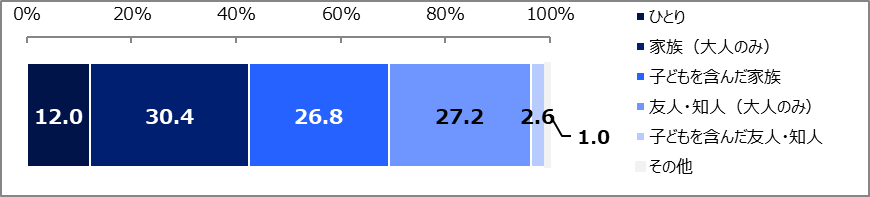 0% 20% 40% 60% 80% 100%
12.0 30.4 26.8 27.2 2.6 1.0
ひとり
家族（大人のみ）
子どもを含んだ家族
友人・知人（大人のみ）
子どもを含んだ友人・知人
その他